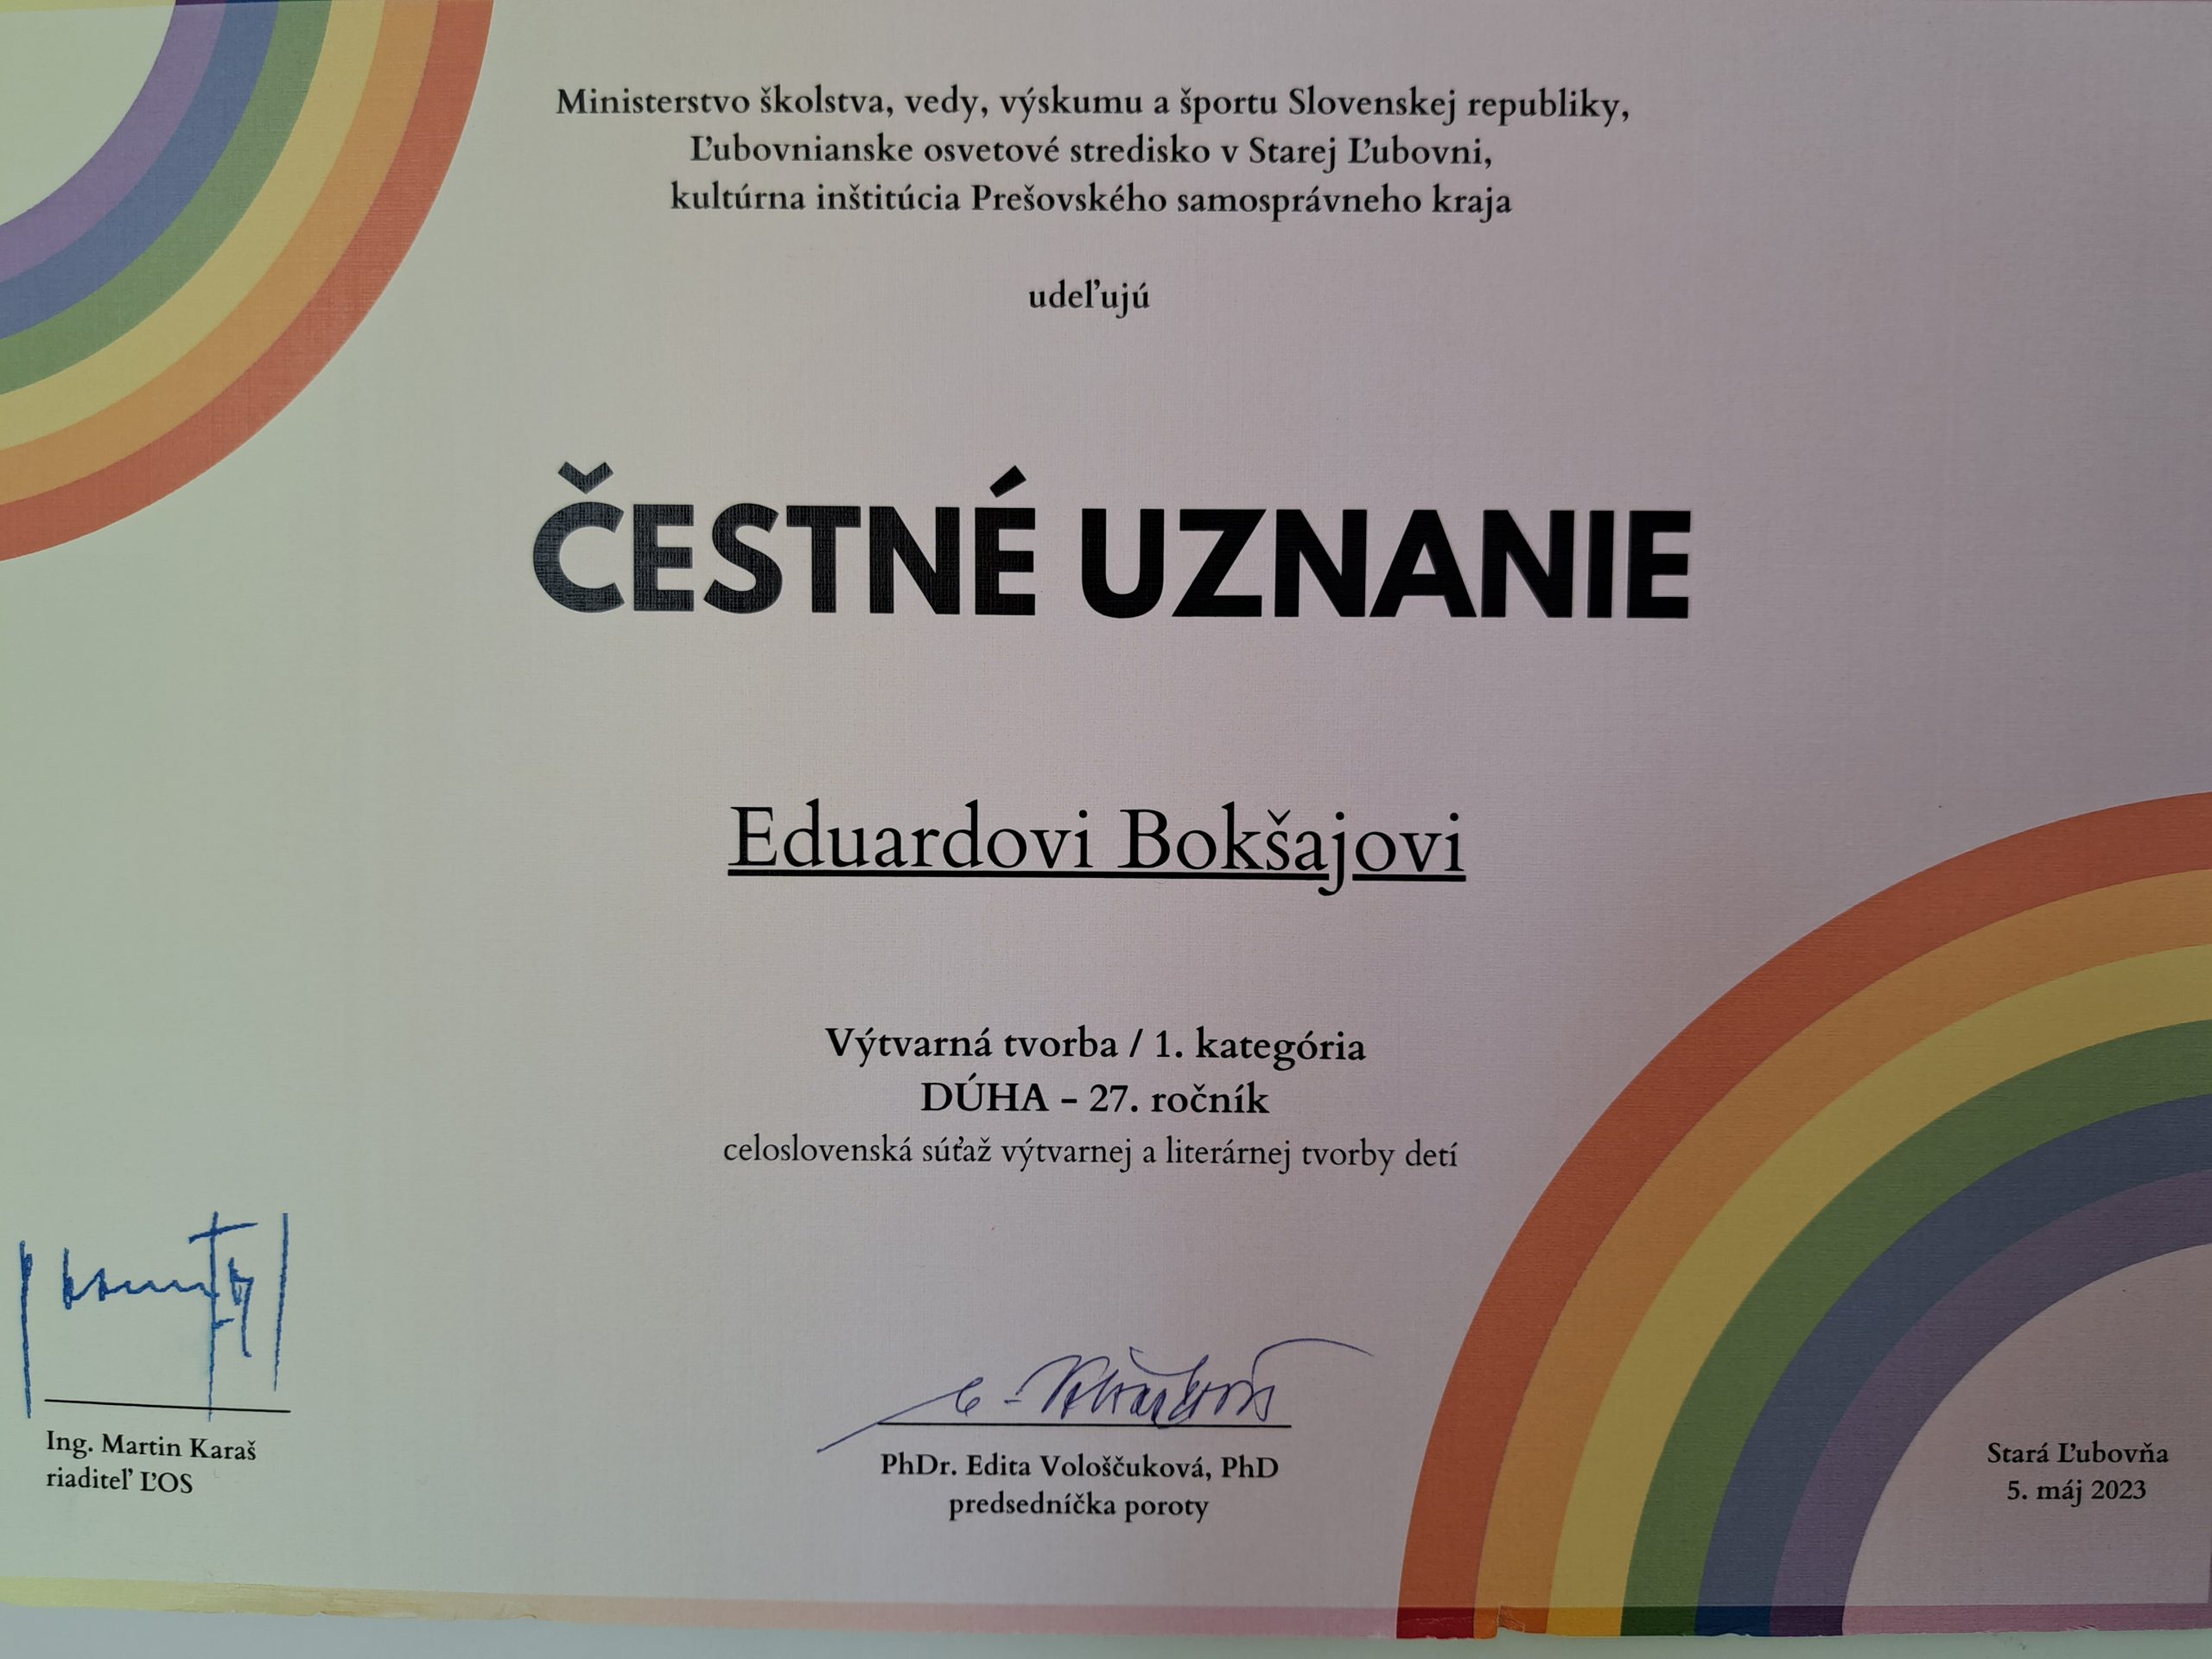 Ministerstvo školstva, vedy, výskumu a športu Slovenskej republiky,
Ľubovnianske osvetové stredisko v Starej Ľubovni,
kultúrna inštitúcia Prešovského samosprávneho kraja
udeľujú
ČESTNÉ UZNANIE
Eduardovi Bokšajovi
Výtvarná tvorba / 1. kategória
DÚHA - 27. ročník
celoslovenská súťaž výtvarnej a literárnej tvorby detí
Ing. Martin Karaš
riaditeľ ĽOS
PhDr. Edita Vološčuková, PhD
predsedníčka poroty
Stará Ľubovňa
5. máj 2023